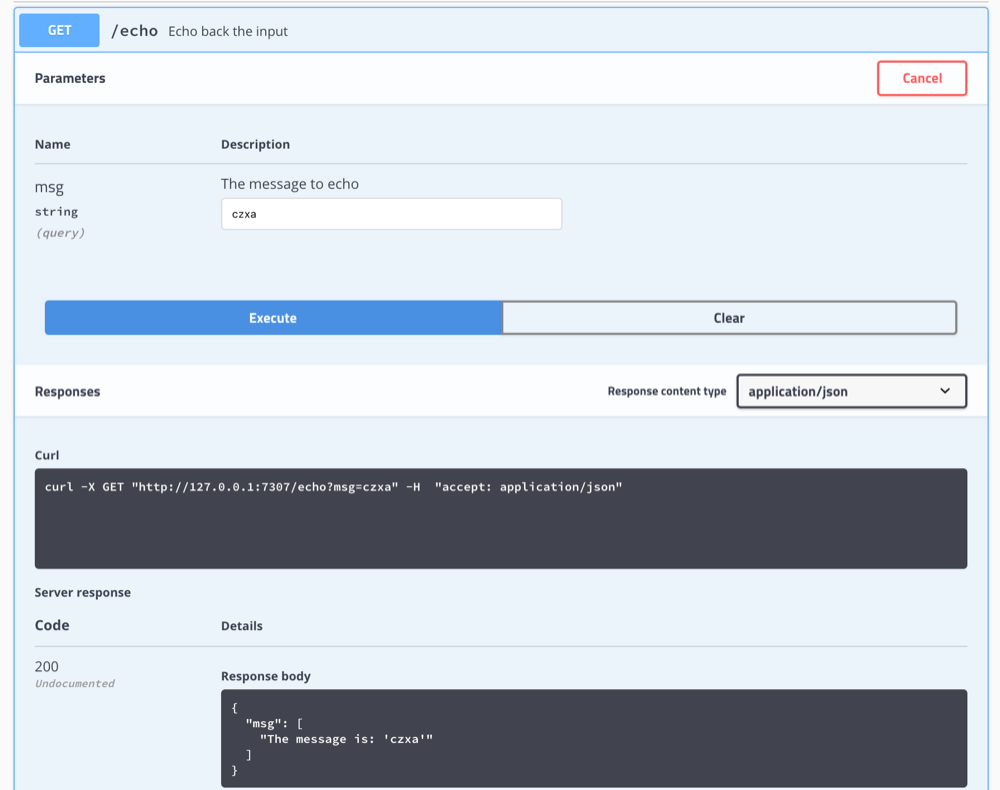 GET /echo Echo back the input
Parameters
Cancel
Name Description
msg
string
(query)
The message to echo
czxa
Execute Clear
Responses
Response content type application/json
Curl
curl -X GET "http://127.0.0.1:7307/echo?msg=czxa" -H  "accept: application/json"
Server response
Code Details
200
Undocumented
Response body
{
  "msg": [
    "The message is: 'czxa'"
  ]
}